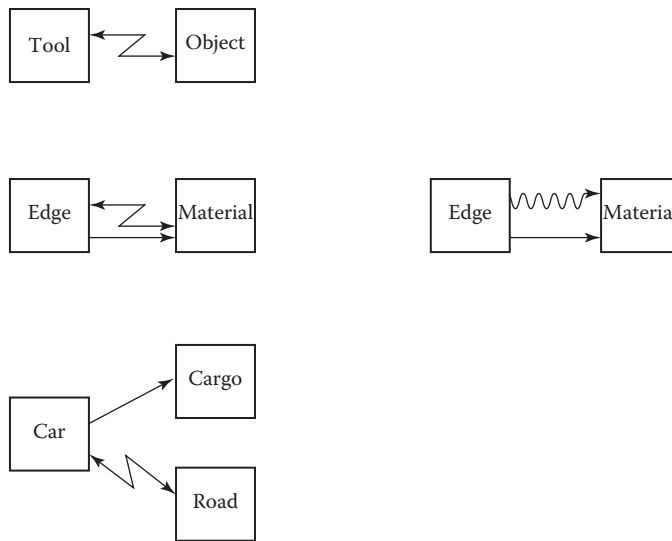 Tool
Object
Edge
Material
Edge
Materia
Cargo
Car
Road